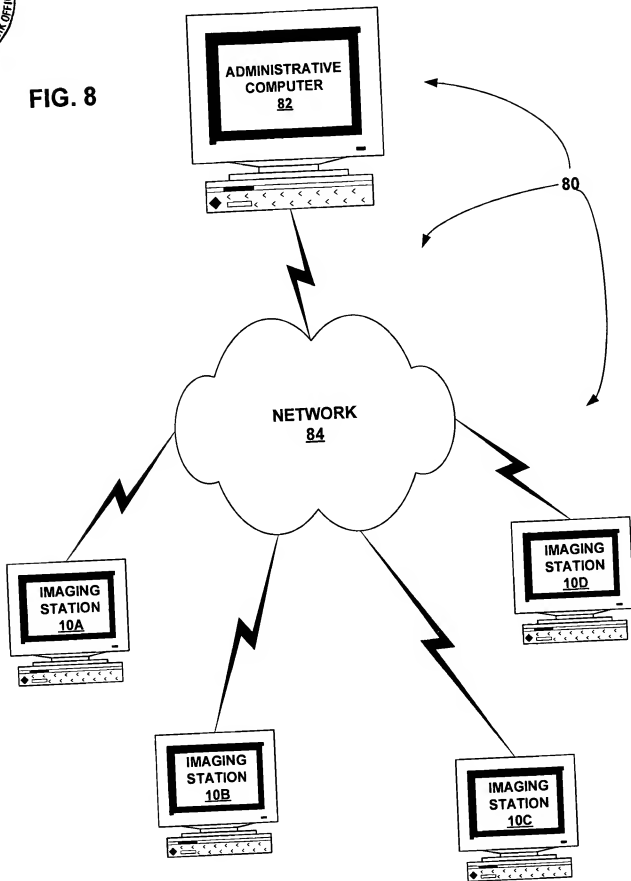 FIG. 8
ADMINISTRATIVE
COMPUTER
82
80
NETWORK
84
IMAGING
STATION
10A
IMAGING
STATION
10D
IMAGING
STATION
10B
IMAGING
STATION
10C